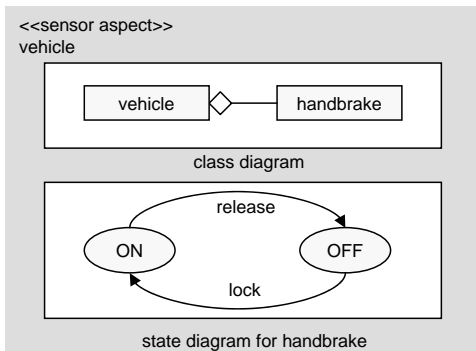 <<sensor aspect>>
vehicle
vehicle
handbrake
class diagram
release
ON
OFF
lock
state diagram for handbrake